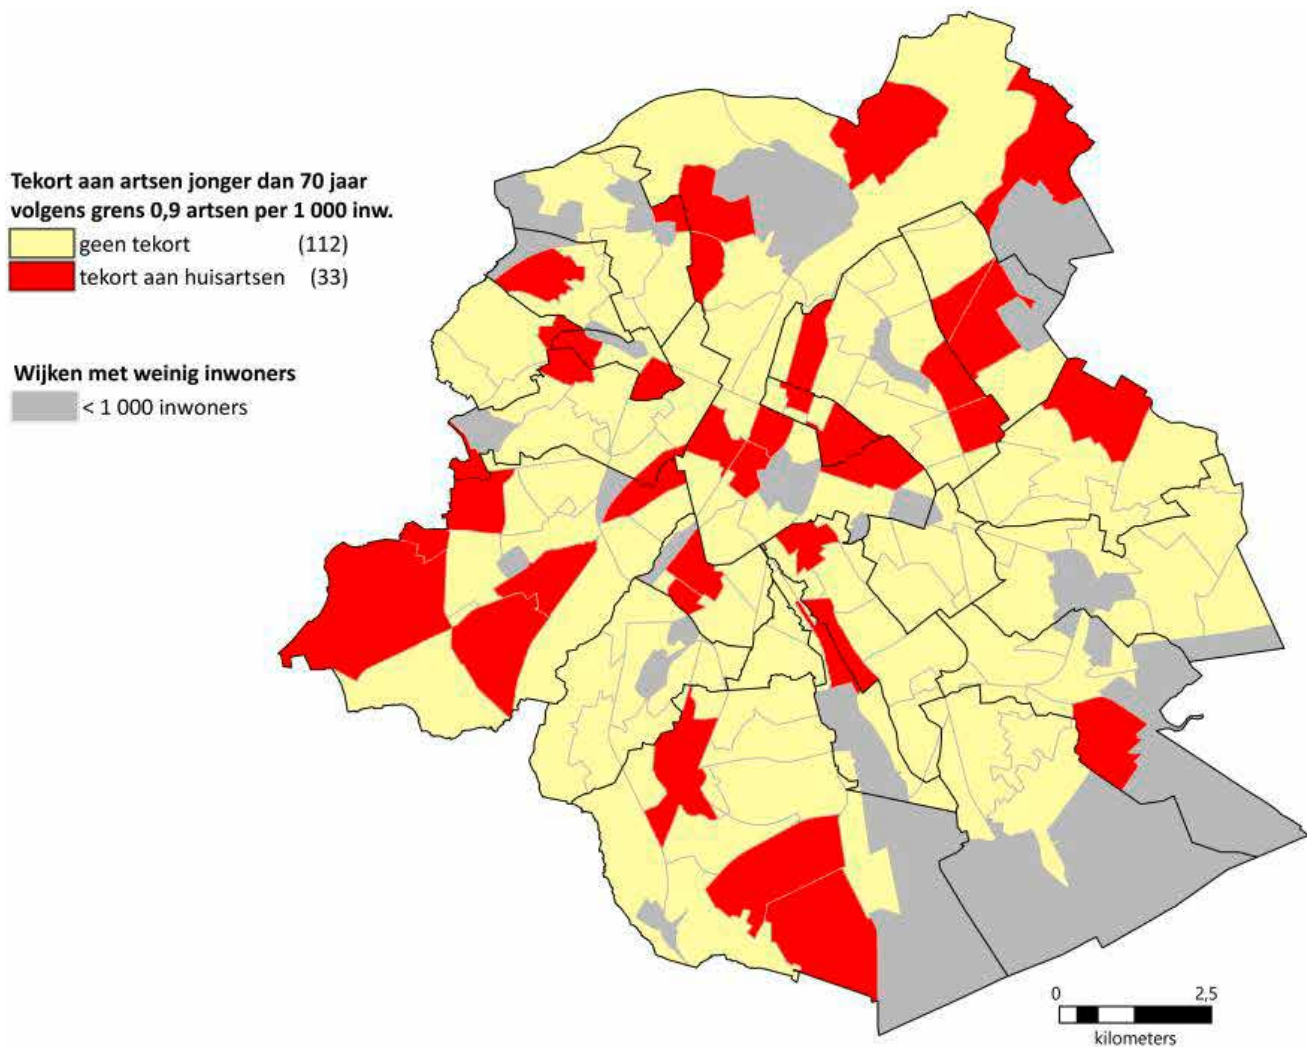 Tekort aan artsen jonger dan 70 jaar
volgens grens 0,9 artsen per 1 000 inw.
geen tekort (112)
tekort aan huisartsen (33)
Wijken met weinig inwoners
< 1 000 inwoners
0 2,5
kilometers